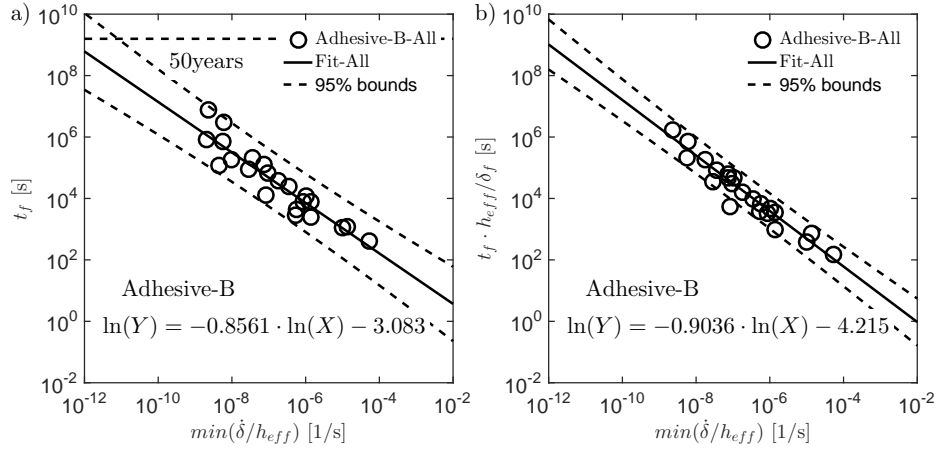 a)
10^10
10^8
10^6
10^4
10^2
10^0
10^-2
t_f [s]
50years
Adhesive-B-All
Fit-All
95% bounds
Adhesive-B
ln(Y) = −0.8561 · ln(X) − 3.083
10^-12 10^-10 10^-8 10^-6 10^-4 10^-2
min(δ̇/h_eff) [1/s]
b)
10^10
10^8
10^6
10^4
10^2
10^0
10^-2
t_f · h_eff/δ_f [s]
Adhesive-B-All
Fit-All
95% bounds
Adhesive-B
ln(Y) = −0.9036 · ln(X) − 4.215
10^-12 10^-10 10^-8 10^-6 10^-4 10^-2
min(δ̇/h_eff) [1/s]